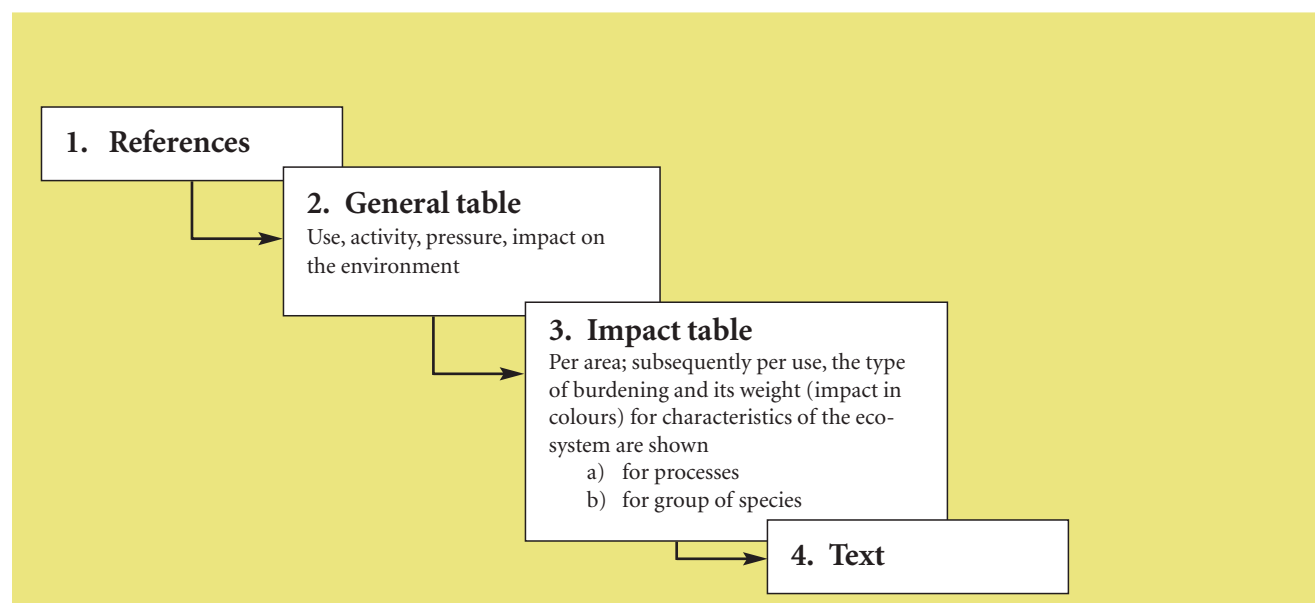 1. References
2. General table
Use, activity, pressure, impact on
the environment
3. Impact table
Per area; subsequently per use, the type
of burdening and its weight (impact in
colours) for characteristics of the eco-
system are shown
a) for processes
b) for group of species
4. Text